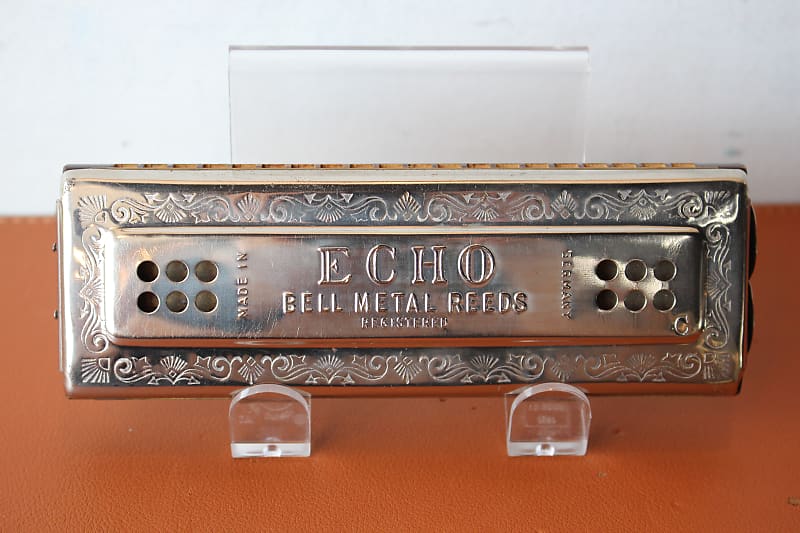 MADE IN
ECHO
BELL METAL REEDS
REGISTERED
GERMANY
C